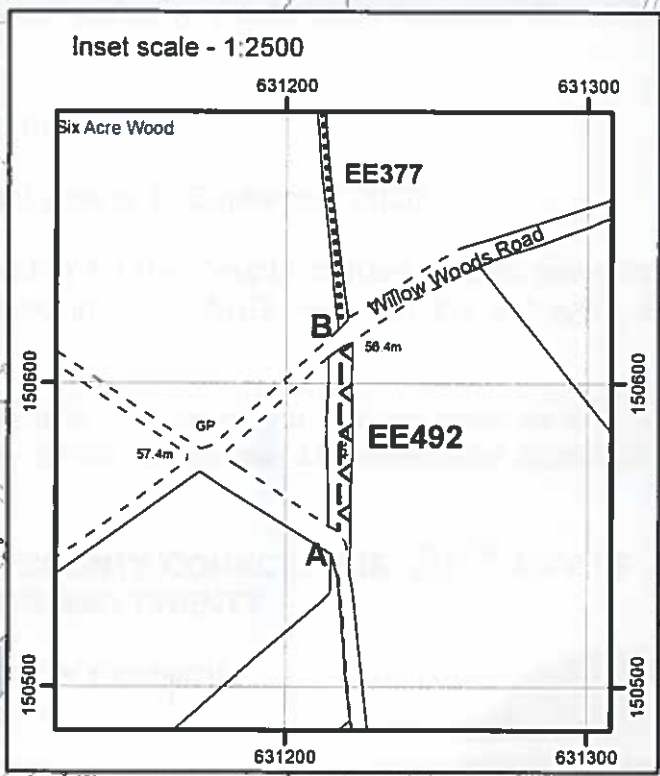 Inset scale - 1:2500
631200 631300
Six Acre Wood
EE377
Willow Woods Road
B
56.4m
150600 150600
GP
EE492
57.4m
A
150500 150500
631200 631300